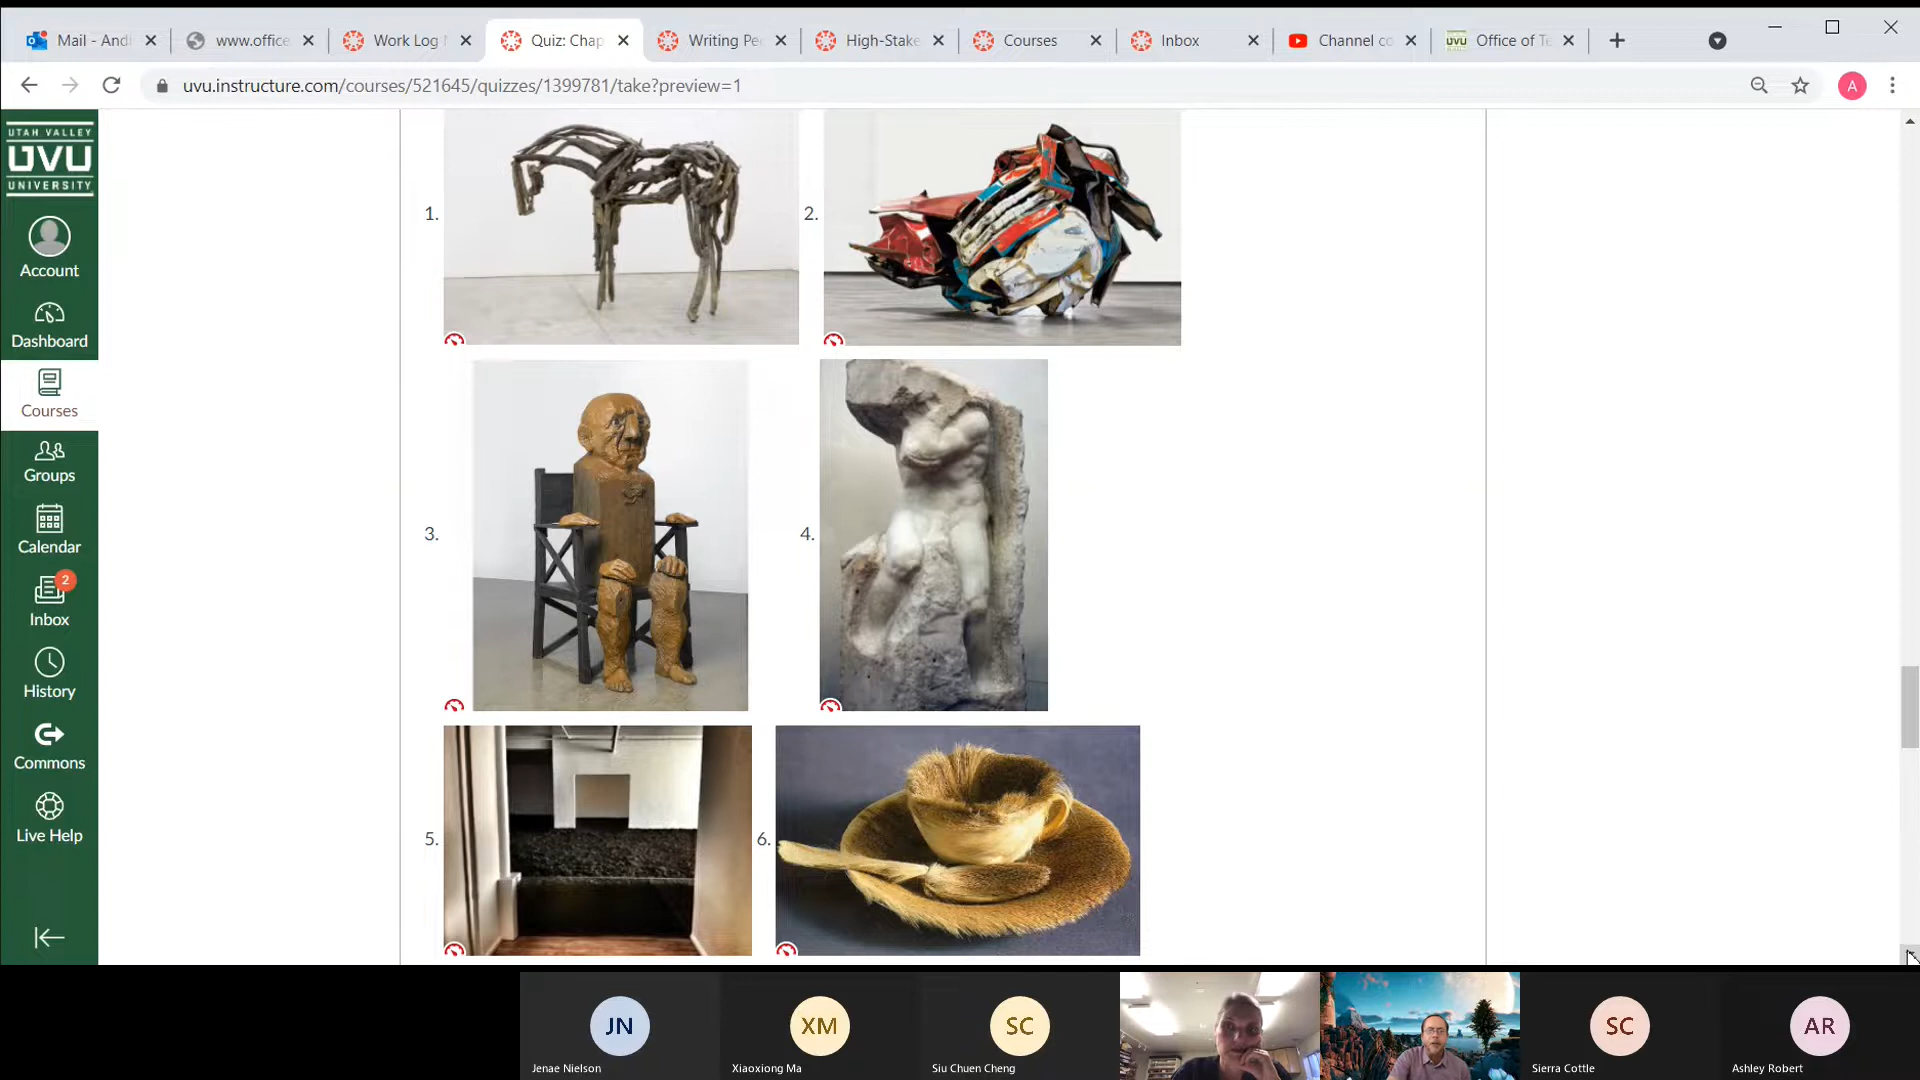 Mail - Andi
www.office
Work Log
Quiz: Chap
Writing Pe
High-Stake
Courses
Inbox
Channel co
Office of Te
uvu.instructure.com/courses/521645/quizzes/1399781/take?preview=1
A
UTAH VALLEY
UVU
UNIVERSITY
Account
Dashboard
Courses
Groups
Calendar
2
Inbox
History
Commons
Live Help
1.
2.
3.
4.
5.
6.
JN
Jenae Nielson
XM
Xiaoxiong Ma
SC
Siu Chuen Cheng
SC
Sierra Cottle
AR
Ashley Robert